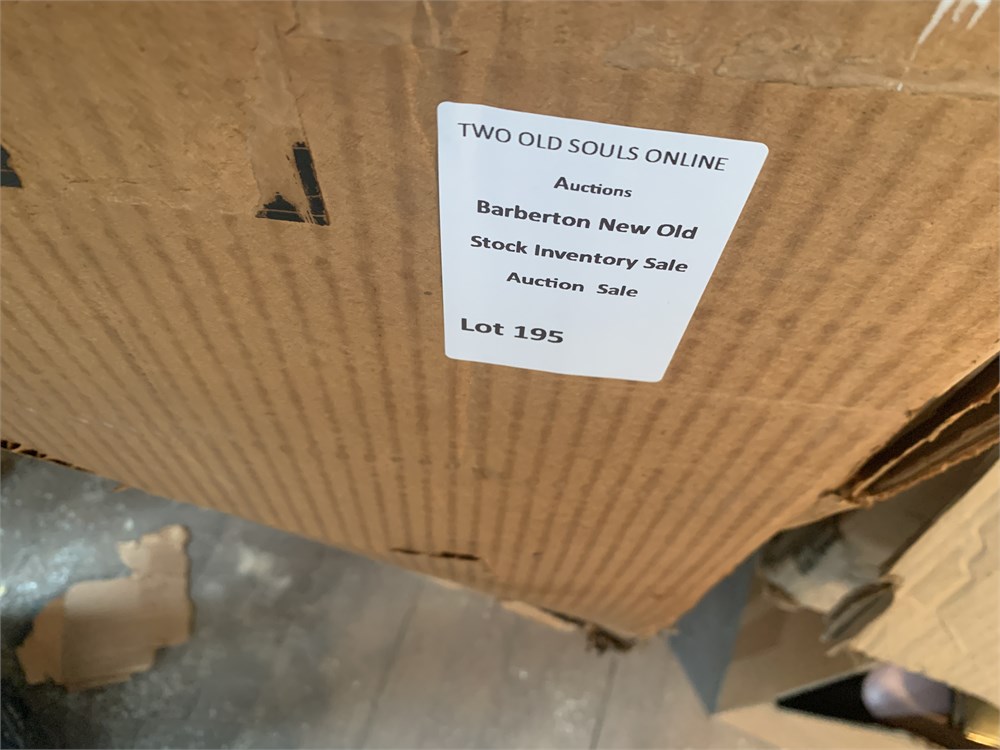 TWO OLD SOULS ONLINE
Auctions
Barberton New Old
Stock Inventory Sale
Auction Sale
Lot 195